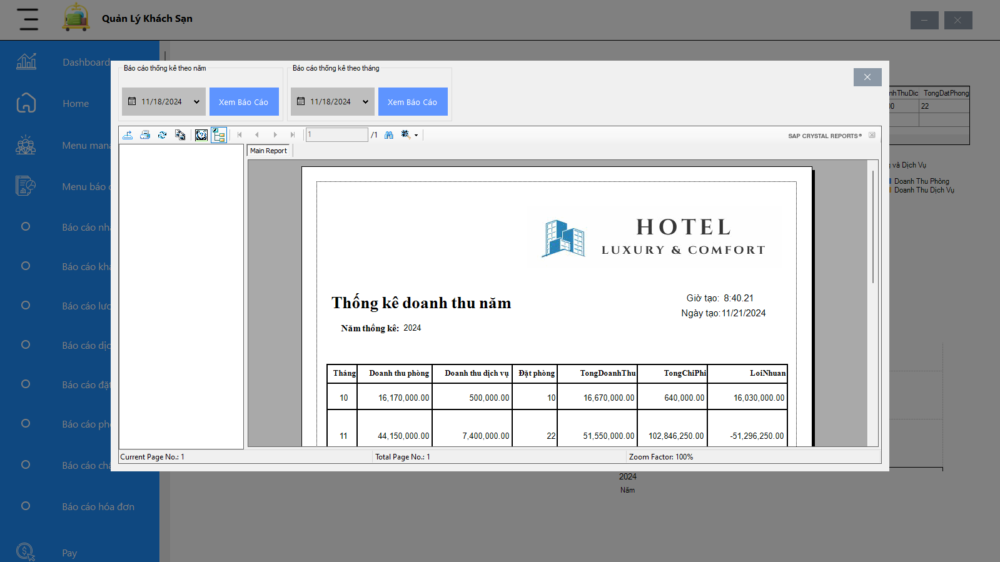 Quản Lý Khách Sạn
Dashboard
Home
Menu mana
Menu báo
Báo cáo
Báo cáo
Báo cáo
Báo cáo
Báo cáo đặt
Báo cáo
Báo cáo
Báo cáo hóa đơn
Pay
Báo cáo thống kê theo năm
11/18/2024
Xem Báo Cáo
Báo cáo thống kê theo tháng
11/18/2024
Xem Báo Cáo
1 /1
SAP CRYSTAL REPORTS®
Main Report
HOTEL
LUXURY & COMFORT
Thống kê doanh thu năm
Giờ tạo: 8:40.21
Ngày tạo: 11/21/2024
Năm thống kê: 2024
Tháng Doanh thu phòng Doanh thu dịch vụ Đặt phòng TongDoanhThu TongChiPhi LoiNhuan
10 16,170,000.00 500,000.00 10 16,670,000.00 640,000.00 16,030,000.00
11 44,150,000.00 7,400,000.00 22 51,550,000.00 102,846,250.00 -51,296,250.00
Current Page No.: 1 Total Page No.: 1 Zoom Factor: 100%
nhThuDic TongDatPhong
22
và Dịch Vụ
Doanh Thu Phòng
Doanh Thu Dịch Vụ
2024
Năm